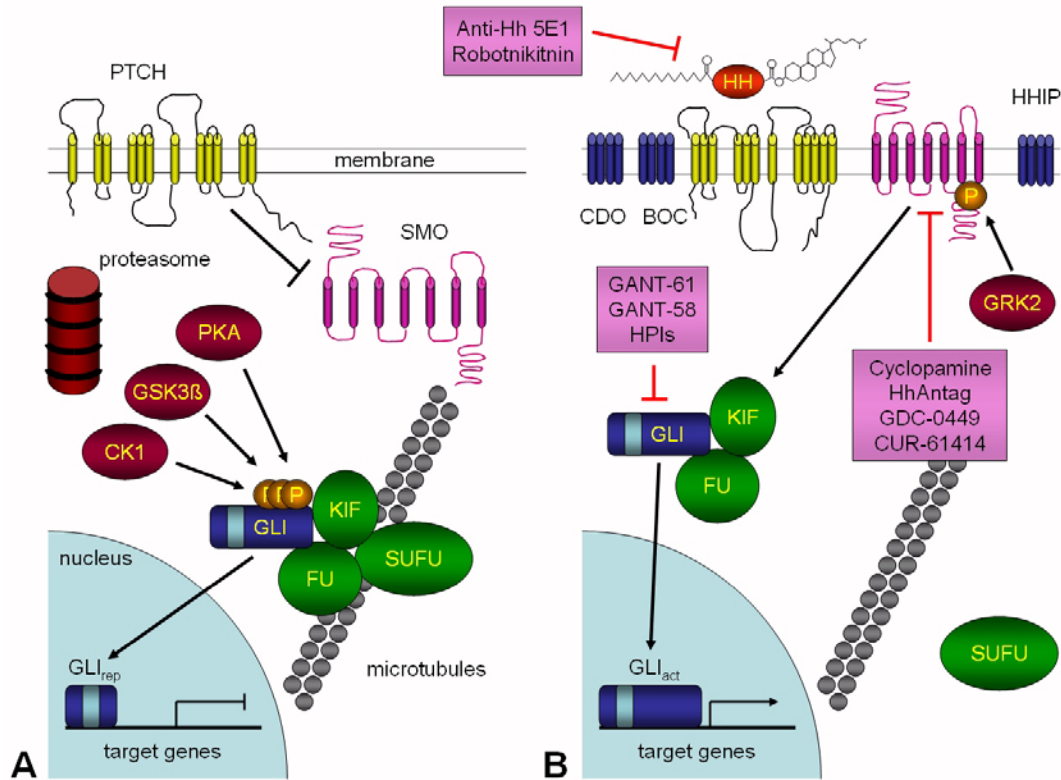 PTCH
membrane
SMO
proteasome
PKA
GSK3ß
CK1
P
GLI
KIF
FU
SUFU
nucleus
microtubules
GLIrep
target genes
A
Anti-Hh 5E1
Robotnikitnin
O
HH
O
O
HHIP
CDO
BOC
P
GRK2
GANT-61
GANT-58
HPIs
Cyclopamine
HhAntag
GDC-0449
CUR-61414
GLI
KIF
FU
SUFU
GLIact
target genes
B